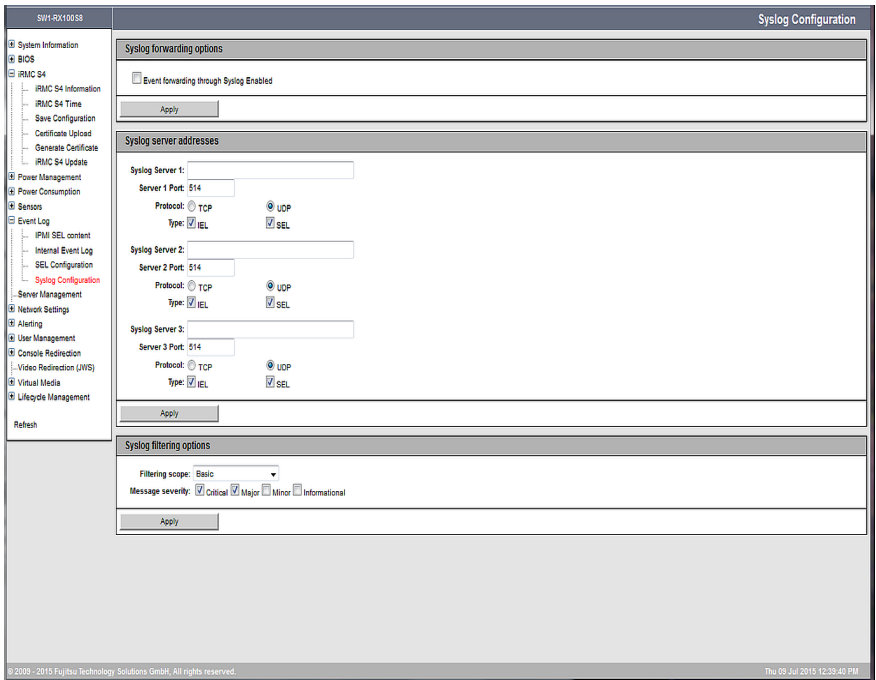 SW1-RX100S8
Syslog Configuration
System Information
BIOS
iRMC S4
iRMC S4 Information
iRMC S4 Time
Save Configuration
Certificate Upload
Generate Certificate
iRMC S4 Update
Power Management
Power Consumption
Sensors
Event Log
IPMI SEL content
Internal Event Log
SEL Configuration
Syslog Configuration
Server Management
Network Settings
Alerting
User Management
Console Redirection
Video Redirection (JWS)
Virtual Media
Lifecycle Management
Refresh
Syslog forwarding options
Event forwarding through Syslog Enabled
Apply
Syslog server addresses
Syslog Server 1:
Server 1 Port: 514
Protocol: TCP UDP
Type: IEL SEL
Syslog Server 2:
Server 2 Port: 514
Protocol: TCP UDP
Type: IEL SEL
Syslog Server 3:
Server 3 Port: 514
Protocol: TCP UDP
Type: IEL SEL
Apply
Syslog filtering options
Filtering scope: Basic
Message severity: Critical Major Minor Informational
Apply
© 2009 - 2015 Fujitsu Technology Solutions GmbH, All rights reserved.
Thu 09 Jul 2015 12:39:40 PM